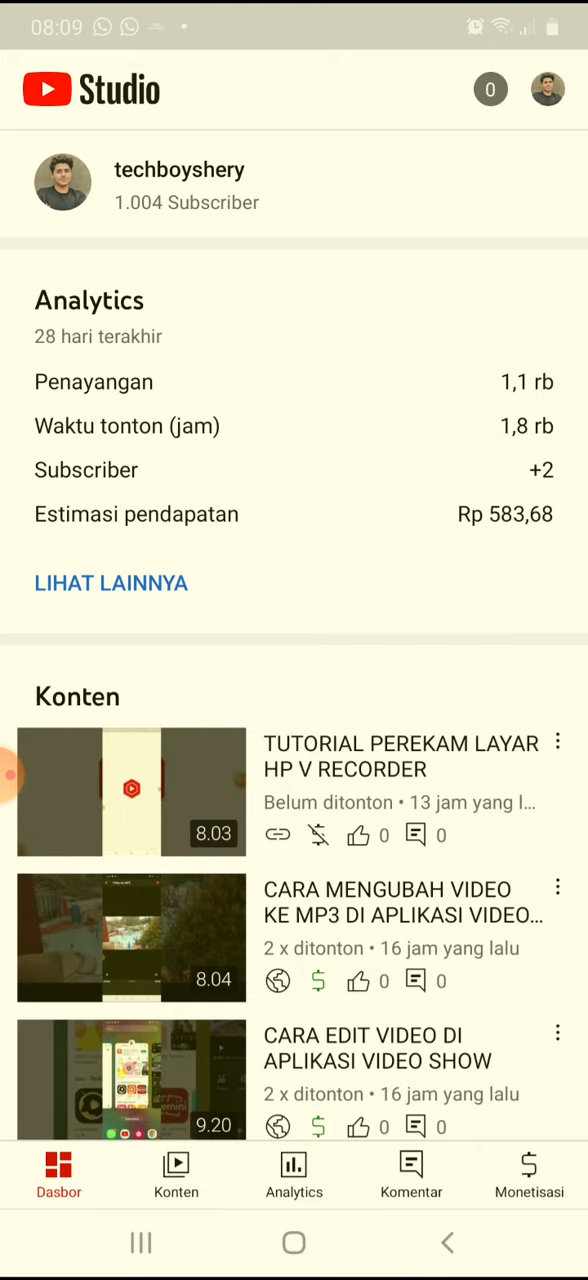 08:09
Studio
0
techboyshery
1.004 Subscriber
Analytics
28 hari terakhir
Penayangan 1,1 rb
Waktu tonton (jam) 1,8 rb
Subscriber +2
Estimasi pendapatan Rp 583,68
LIHAT LAINNYA
Konten
TUTORIAL PEREKAM LAYAR
HP V RECORDER
Belum ditonton • 13 jam yang l...
0 0
8.03
CARA MENGUBAH VIDEO
KE MP3 DI APLIKASI VIDEO...
2 x ditonton • 16 jam yang lalu
0 0
8.04
CARA EDIT VIDEO DI
APLIKASI VIDEO SHOW
2 x ditonton • 16 jam yang lalu
0 0
9.20
Dasbor Konten Analytics Komentar Monetisasi